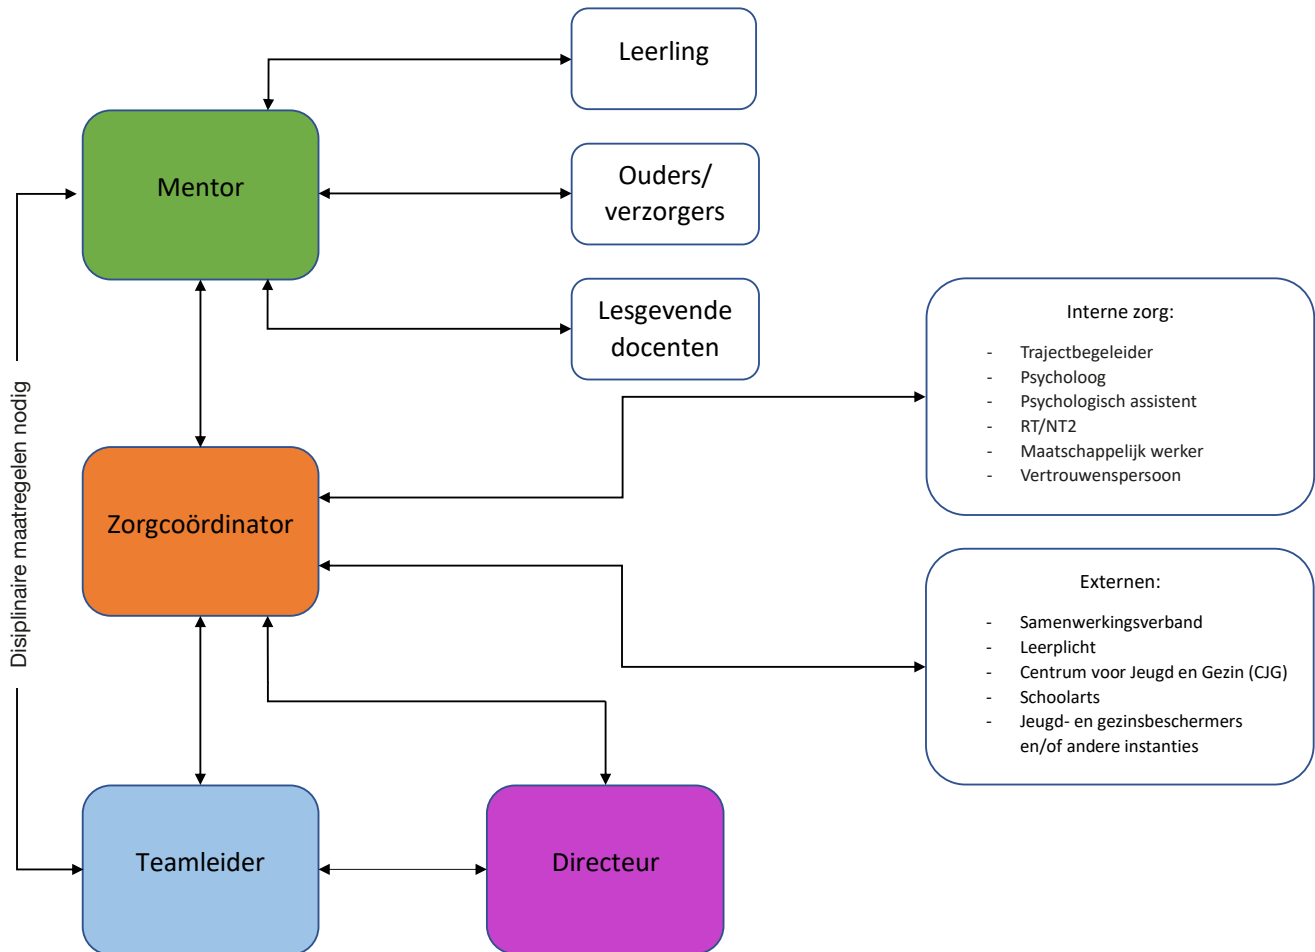 Leerling
Mentor
Ouders/
verzorgers
Lesgevende
docenten
Disiplinaire maatregelen nodig
Interne zorg:
- Trajectbegeleider
- Psycholoog
- Psychologisch assistent
- RT/NT2
- Maatschappelijk werker
- Vertrouwenspersoon
Zorgcoördinator
Externen:
- Samenwerkingsverband
- Leerplicht
- Centrum voor Jeugd en Gezin (CJG)
- Schoolarts
- Jeugd- en gezinsbeschermers
en/of andere instanties
Teamleider
Directeur